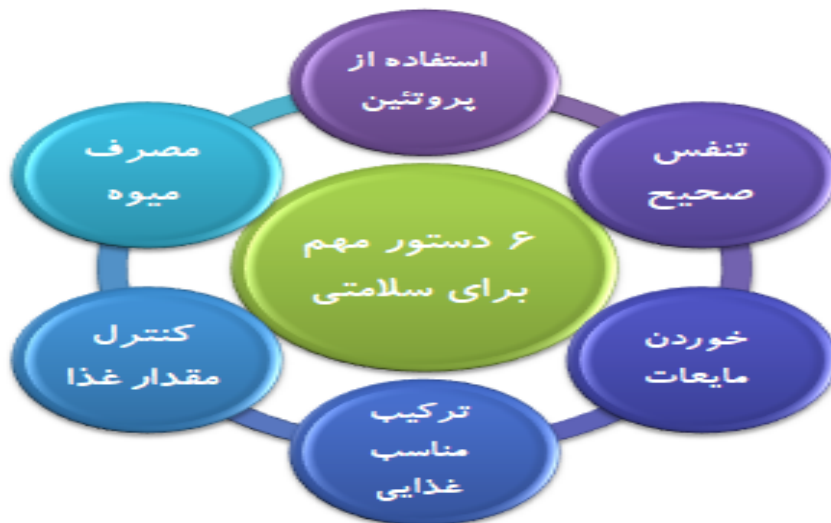 ۶ دستور مهم
برای سلامتی
استفاده از
پروتئین
تنفس
صحیح
خوردن
مایعات
ترکیب
مناسب
غذایی
کنترل
مقدار غذا
مصرف
میوه